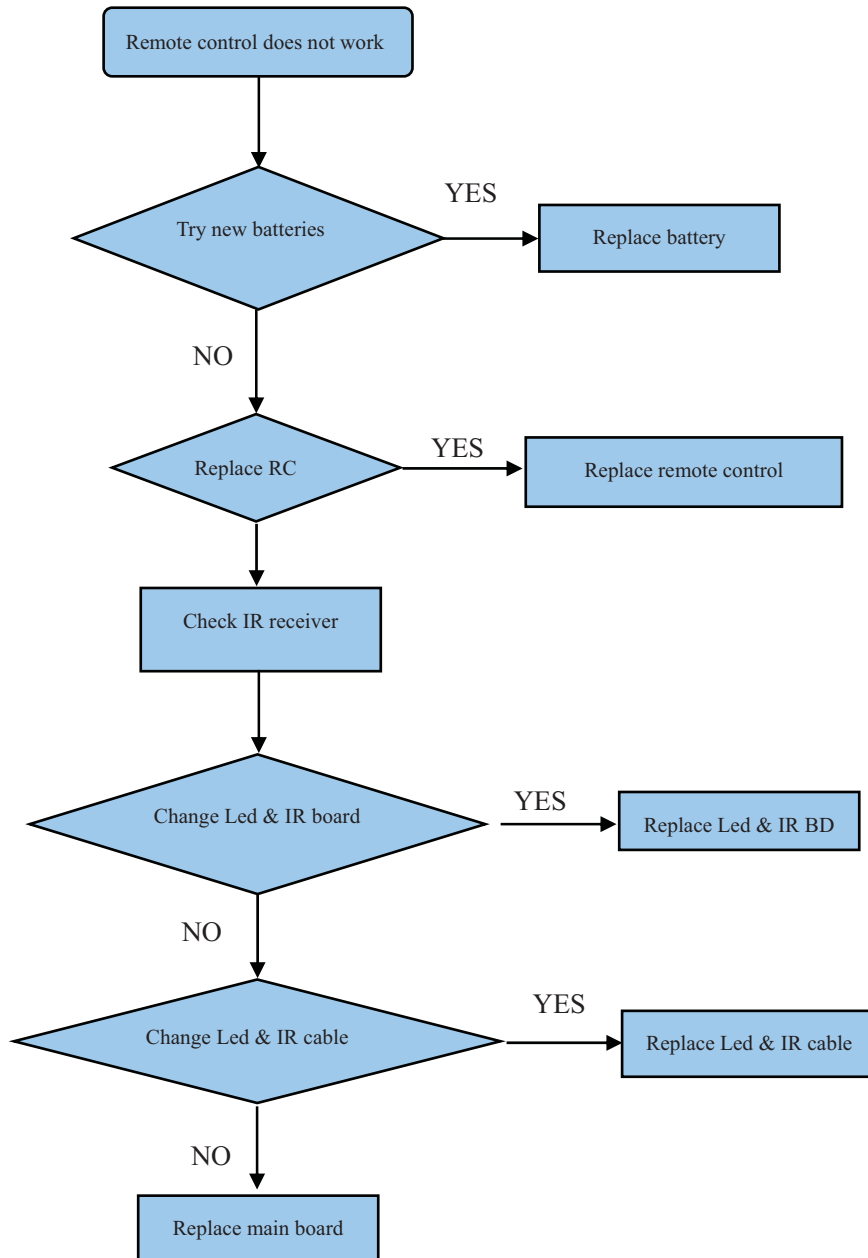 Remote control does not work
YES
Try new batteries
Replace battery
NO
YES
Replace RC
Replace remote control
Check IR receiver
YES
Change Led & IR board
Replace Led & IR BD
NO
YES
Change Led & IR cable
Replace Led & IR cable
NO
Replace main board